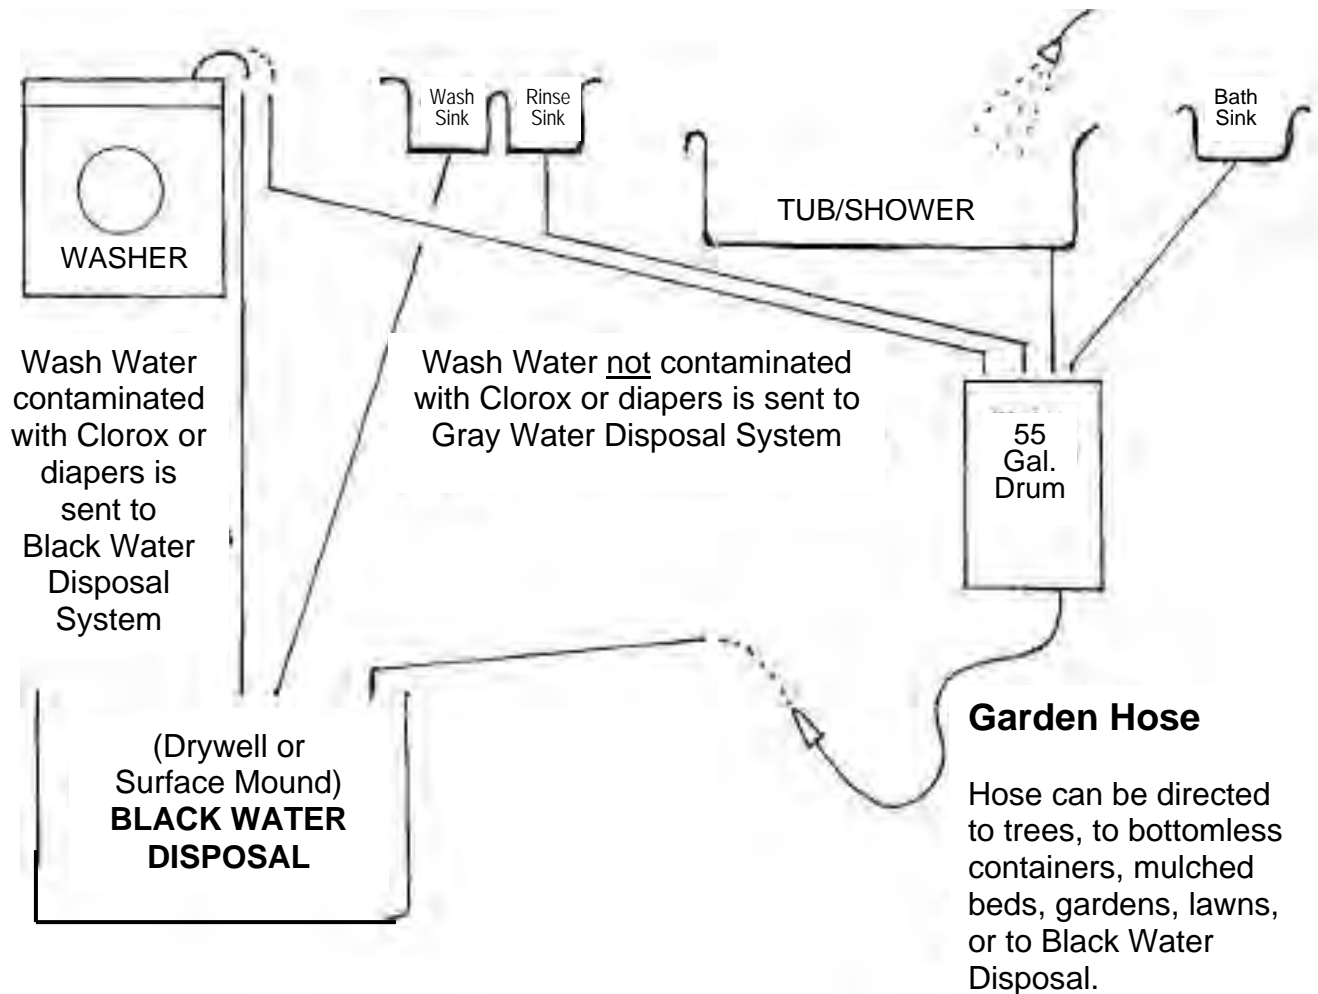 Wash
Sink
Rinse
Sink
Bath
Sink
TUB/SHOWER
WASHER
Wash Water
contaminated
with Clorox or
diapers is
sent to
Black Water
Disposal
System
Wash Water not contaminated
with Clorox or diapers is sent to
Gray Water Disposal System
55
Gal.
Drum
(Drywell or
Surface Mound)
BLACK WATER
DISPOSAL
Garden Hose
Hose can be directed
to trees, to bottomless
containers, mulched
beds, gardens, lawns,
or to Black Water
Disposal.